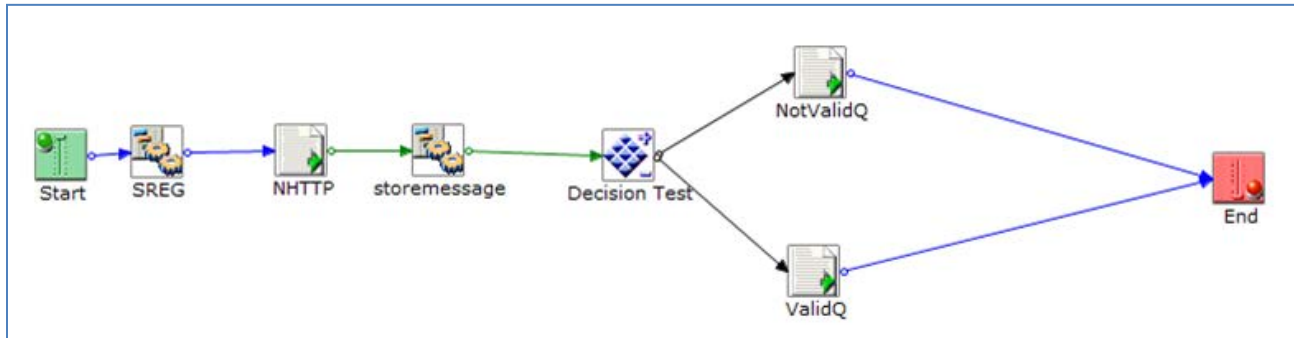 NotValidQ
Start
SREG
NHTTP
storemessage
Decision Test
End
ValidQ